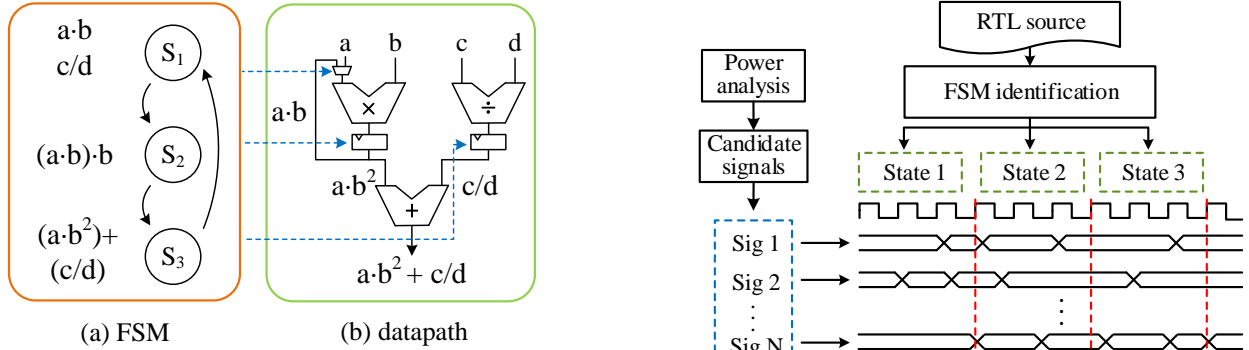 a·b
c/d
S1
(a·b)·b
S2
(a·b²)+
(c/d)
S3
(a) FSM
a
b
c
d
×
÷
a·b
a·b²
c/d
+
a·b² + c/d
(b) datapath
RTL source
Power
analysis
FSM identification
Candidate
signals
State 1
State 2
State 3
Sig 1
Sig 2
Sig N